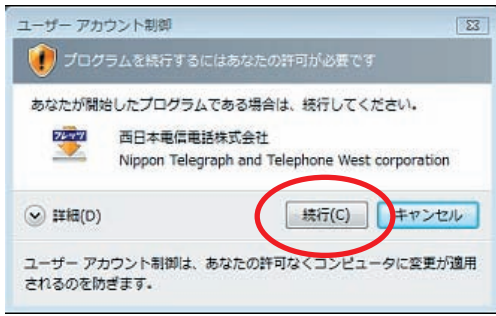 ユーザー アカウント制御
プログラムを続行するにはあなたの許可が必要です
あなたが開始したプログラムである場合は、続行してください。
フレッツ
西日本電信電話株式会社
Nippon Telegraph and Telephone West corporation
詳細(D)
続行(C)
キャンセル
ユーザー アカウント制御は、あなたの許可なくコンピュータに変更が適用
されるのを防ぎます。